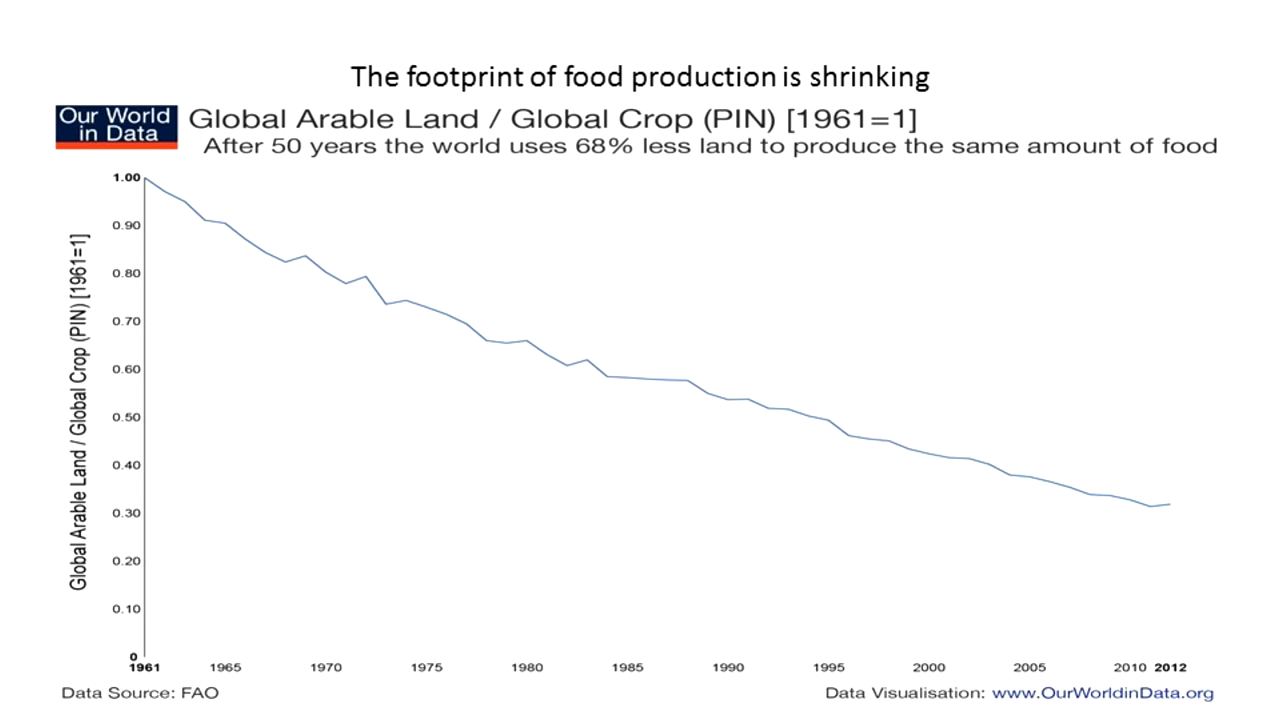 The footprint of food production is shrinking
Our World
in Data
Global Arable Land / Global Crop (PIN) [1961=1]
After 50 years the world uses 68% less land to produce the same amount of food
Global Arable Land / Global Crop (PIN) [1961=1]
1.00
0.90
0.80
0.70
0.60
0.50
0.40
0.30
0.20
0.10
0
1961 1965 1970 1975 1980 1985 1990 1995 2000 2005 2010 2012
Data Source: FAO
Data Visualisation: www.OurWorldinData.org